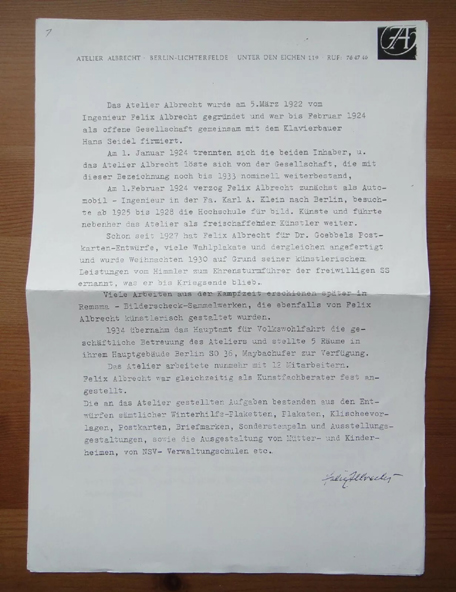 ATELIER ALBRECHT · BERLIN-LICHTERFELDE · UNTER DEN EICHEN 119 · RUF: 76 47 60
Das Atelier Albrecht wurde am 5.März 1922 vom
Ingenieur Felix Albrecht gegründet und war bis Februar 1924
als offene Gesellschaft gemeinsam mit dem Klavierbauer
Hans Seidel firmiert.
Am 1. Januar 1924 trennten sich die beiden Inhaber, u.
das Atelier Albrecht löste sich von der Gesellschaft, die mit
dieser Bezeichnung noch bis 1933 nominell weiterbestand,
Am 1.Februar 1924 verzog Felix Albrecht zunächst als Auto-
mobil - Ingenieur in der Fa. Karl A. Klein nach Berlin, besuch-
te ab 1925 bis 1928 die Hochschule für bild. Künste und führte
nebenher das Atelier als freischaffender Künstler weiter.
Schon seit 1927 hat Felix Albrecht für Dr. Goebbels Post-
karten-Entwürfe, viele Wahlplakate und dergleichen angefertigt
und wurde Weihnachten 1930 auf Grund seiner künstlerischen
Leistungen von Himmler zum Ehrensturmführer der freiwilligen SS
ernannt, was er bis Kriegsende blieb.
Viele Arbeiten aus der Kampfzeit erschienen später in
Remsma - Bilderscheck-Sammelwerken, die ebenfalls von Felix
Albrecht künstlerisch gestaltet wurden.
1934 übernahm das Hauptamt für Volkswohlfahrt die ge-
schäftliche Betreuung des Ateliers und stellte 5 Räume in
ihrem Hauptgebäude Berlin SO 36, Maybachufer zur Verfügung.
Das Atelier arbeitete nunmehr mit 12 Mitarbeitern.
Felix Albrecht war gleichzeitig als Kunstfachberater fest an-
gestellt.
Die an das Atelier gestellten Aufgaben bestanden aus den Ent-
würfen sämtlicher Winterhilfs-Plaketten, Plakaten, Klischeevor-
lagen, Postkarten, Briefmarken, Sonderstempeln und Ausstellungs-
gestaltungen, sowie die Ausgestaltung von Mütter- und Kinder-
heimen, von NSV- Verwaltungsschulen etc..
Felix Albrecht